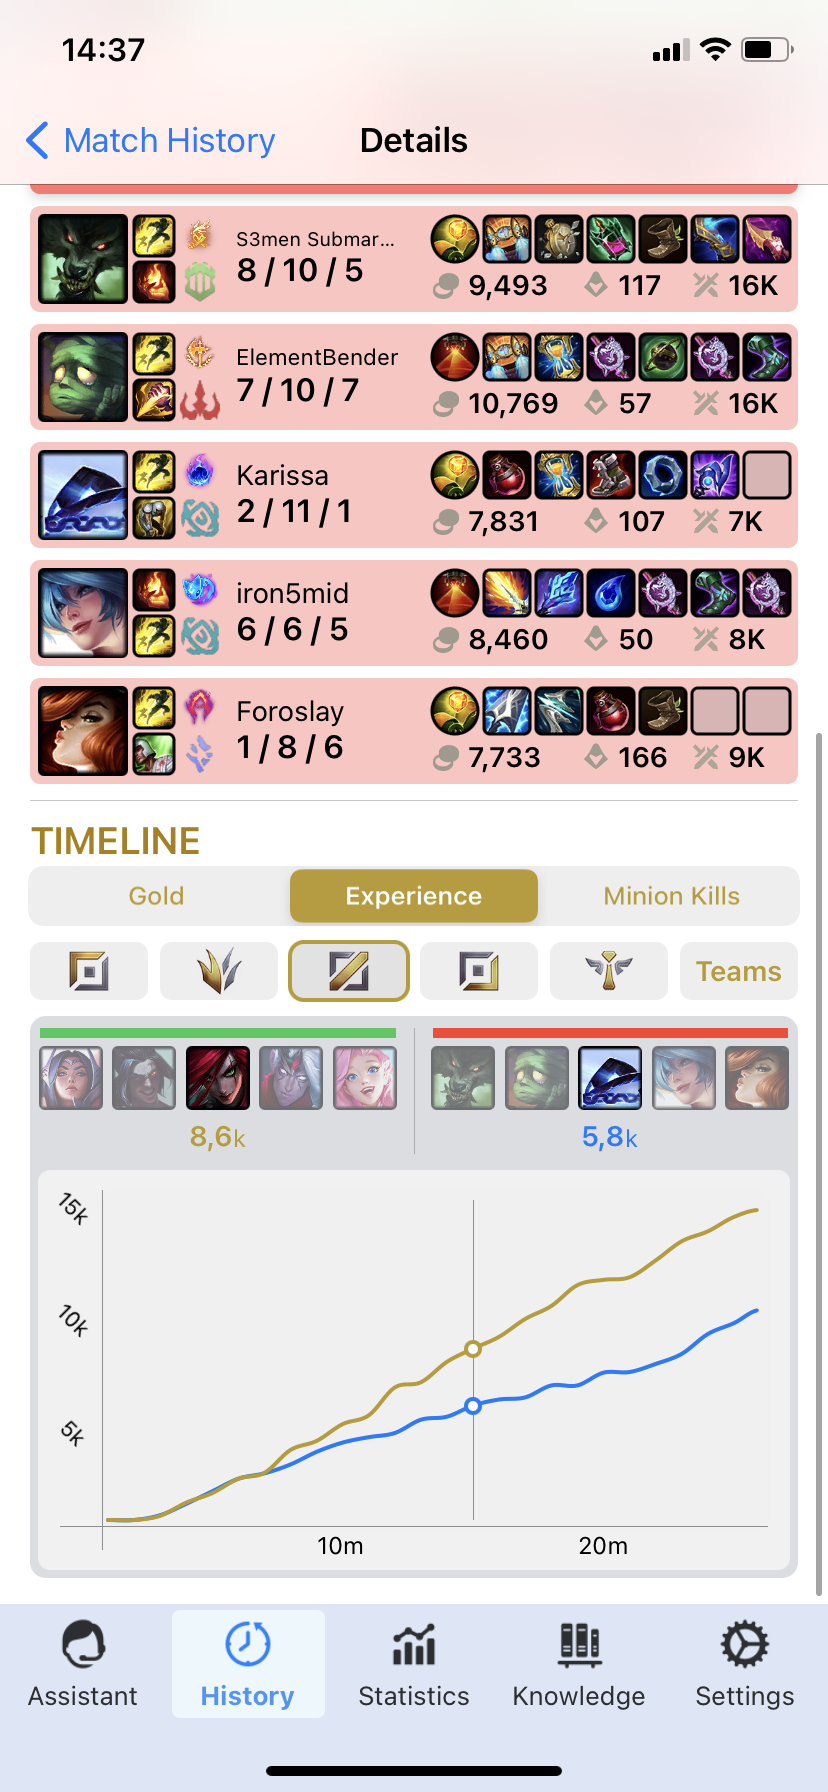 14:37
Match History
Details
S3men Submar...
8 / 10 / 5
9,493 117 16K
ElementBender
7 / 10 / 7
10,769 57 16K
Karissa
2 / 11 / 1
7,831 107 7K
iron5mid
6 / 6 / 5
8,460 50 8K
Foroslay
1 / 8 / 6
7,733 166 9K
TIMELINE
Gold Experience Minion Kills
Teams
8,6k 5,8k
15k
10k
5k
10m 20m
Assistant History Statistics Knowledge Settings